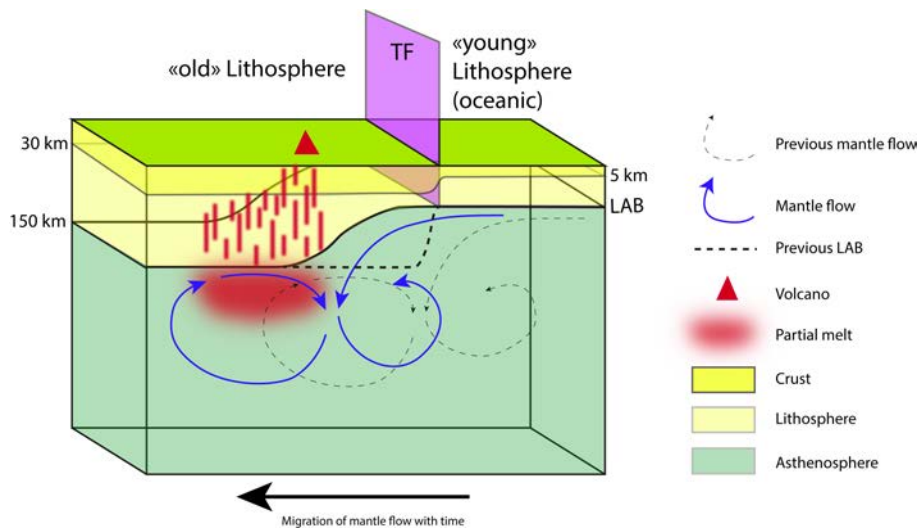 TF
«young»
Lithosphere
(oceanic)
«old» Lithosphere
30 km
150 km
5 km
LAB
Previous mantle flow
Mantle flow
Previous LAB
Volcano
Partial melt
Crust
Lithosphere
Asthenosphere
Migration of mantle flow with time